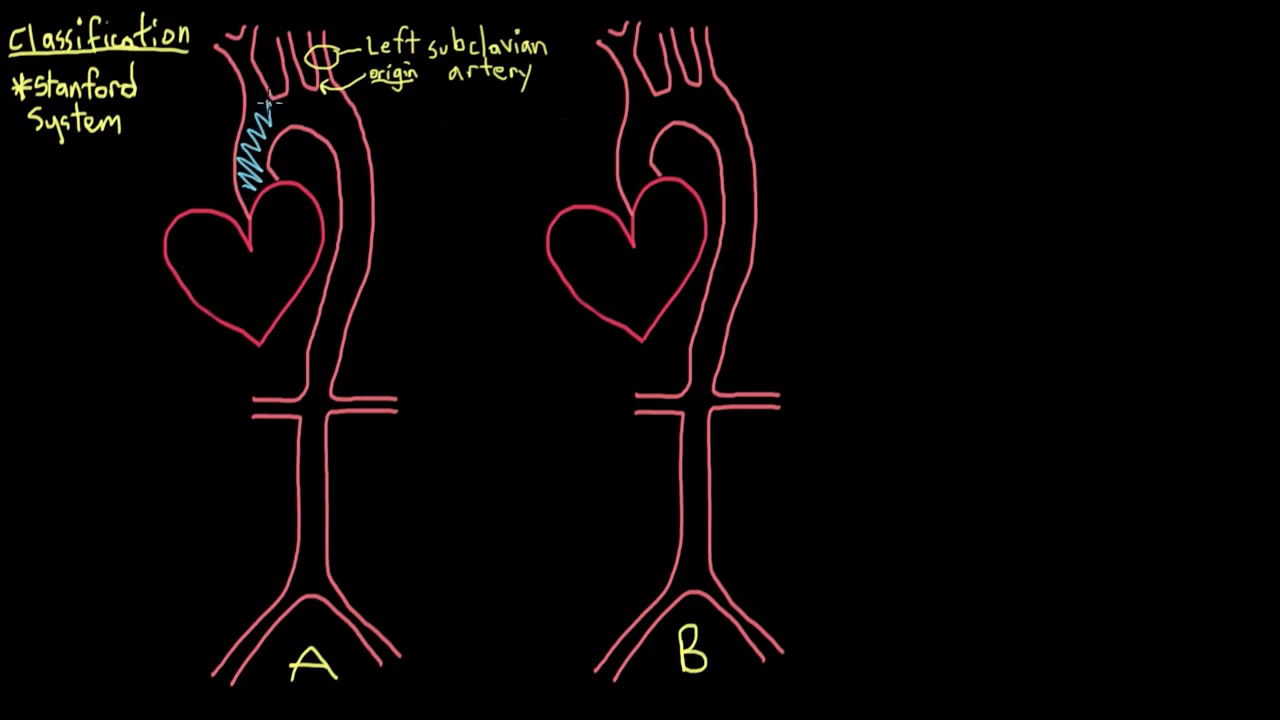 Classification
*Stanford
System
Left subclavian
origin artery
A
B